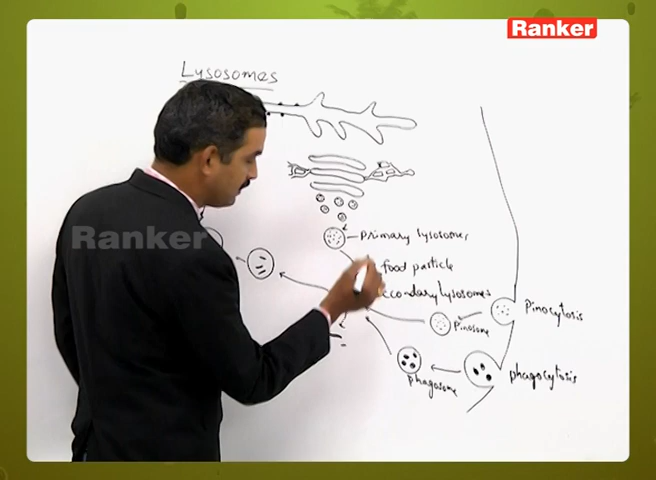 Ranker
Lysosomes
Ranker
Primary lysosomes
food particle
econdary lysosomes
Pinosome
Pinocytosis
phagosome
phagocytosis